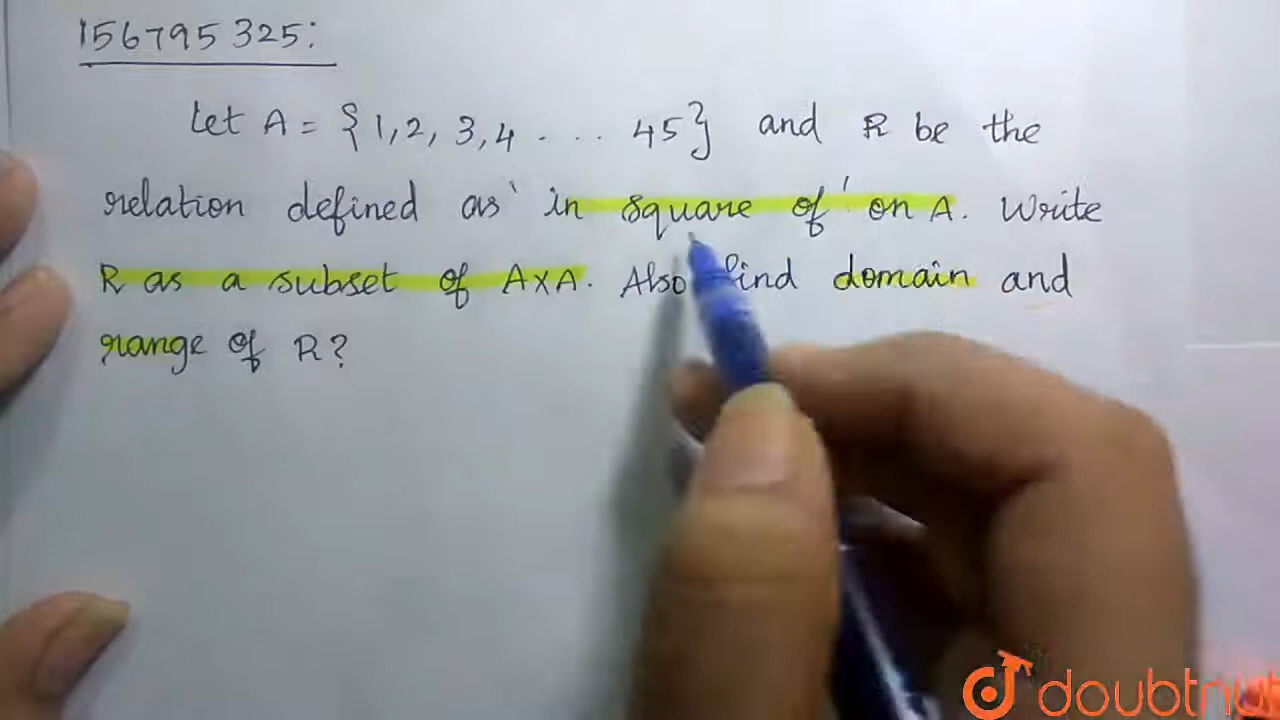 156795325:
Let A = {1, 2, 3, 4 . ... 45} and R be the
relation defined as 'in square of' on A. Write
R as a subset of A×A. Also find domain and
range of R?
doubtnut